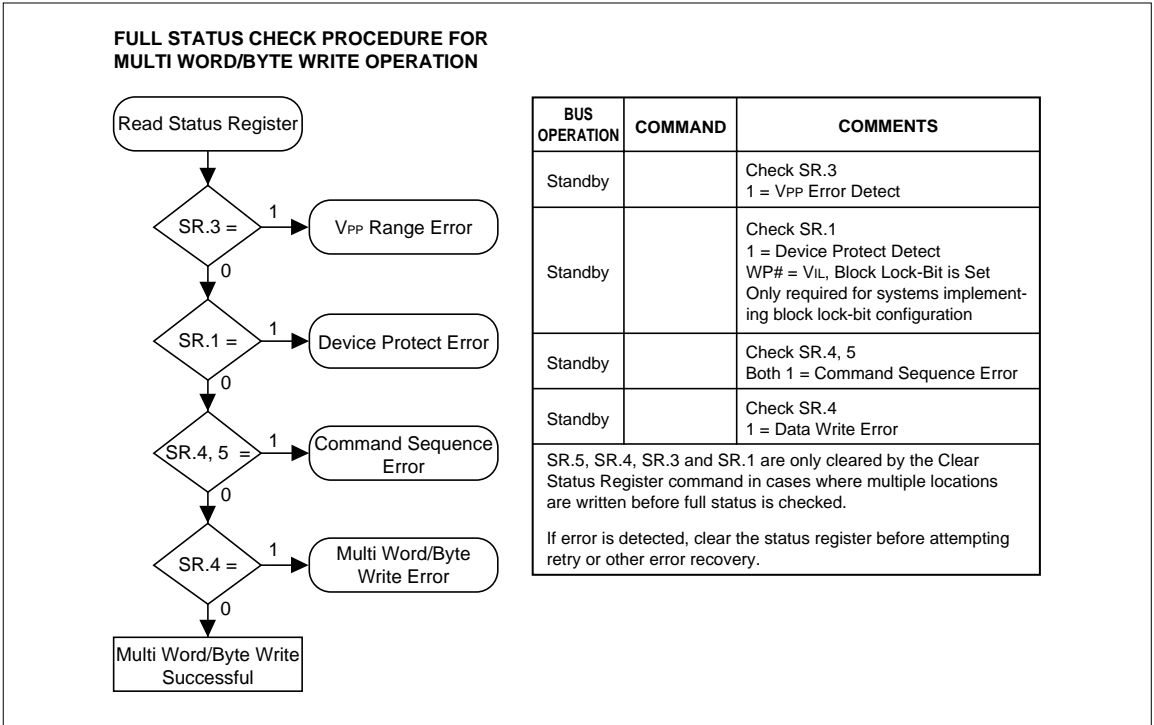 FULL STATUS CHECK PROCEDURE FOR
MULTI WORD/BYTE WRITE OPERATION
Read Status Register
SR.3 =
1
VPP Range Error
0
SR.1 =
1
Device Protect Error
0
SR.4, 5 =
1
Command Sequence
Error
0
SR.4 =
1
Multi Word/Byte
Write Error
0
Multi Word/Byte Write
Successful
BUS
OPERATION
COMMAND
COMMENTS
Standby
Check SR.3
1 = VPP Error Detect
Standby
Check SR.1
1 = Device Protect Detect
WP# = VIL, Block Lock-Bit is Set
Only required for systems implement-
ing block lock-bit configuration
Standby
Check SR.4, 5
Both 1 = Command Sequence Error
Standby
Check SR.4
1 = Data Write Error
SR.5, SR.4, SR.3 and SR.1 are only cleared by the Clear
Status Register command in cases where multiple locations
are written before full status is checked.
If error is detected, clear the status register before attempting
retry or other error recovery.